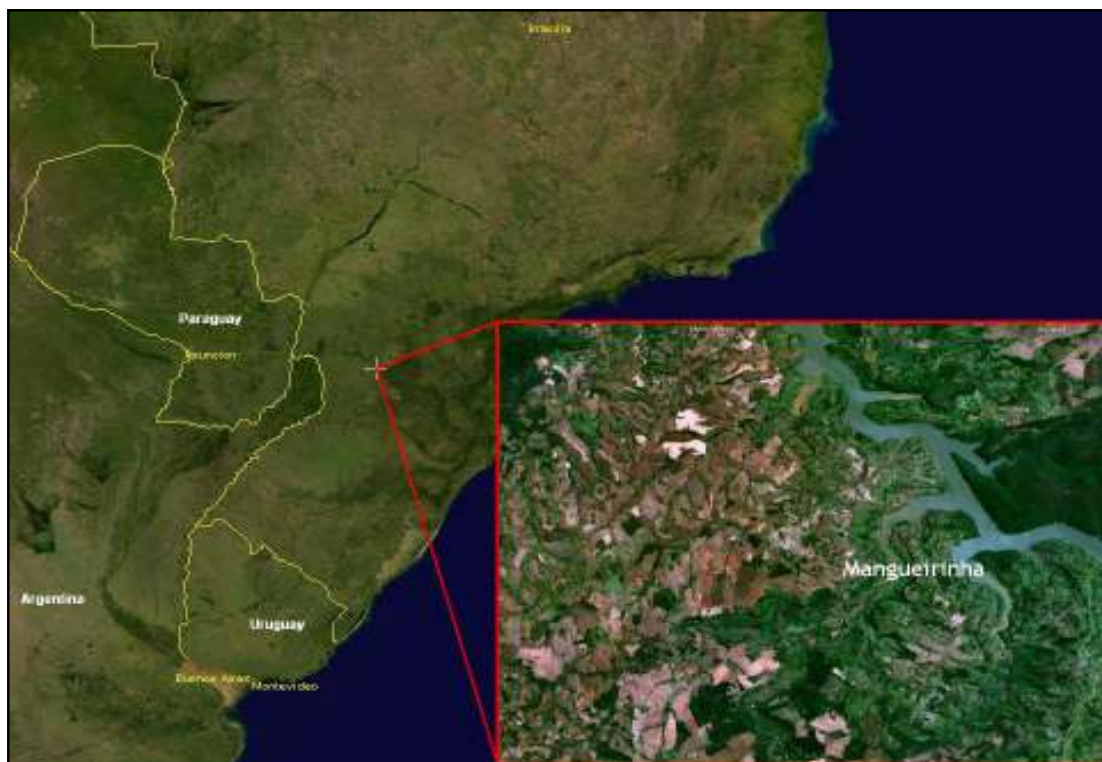 Brasilia
Paraguay
Asuncion
Argentina
Uruguay
Buenos Aires
Montevideo
Mangueirinha